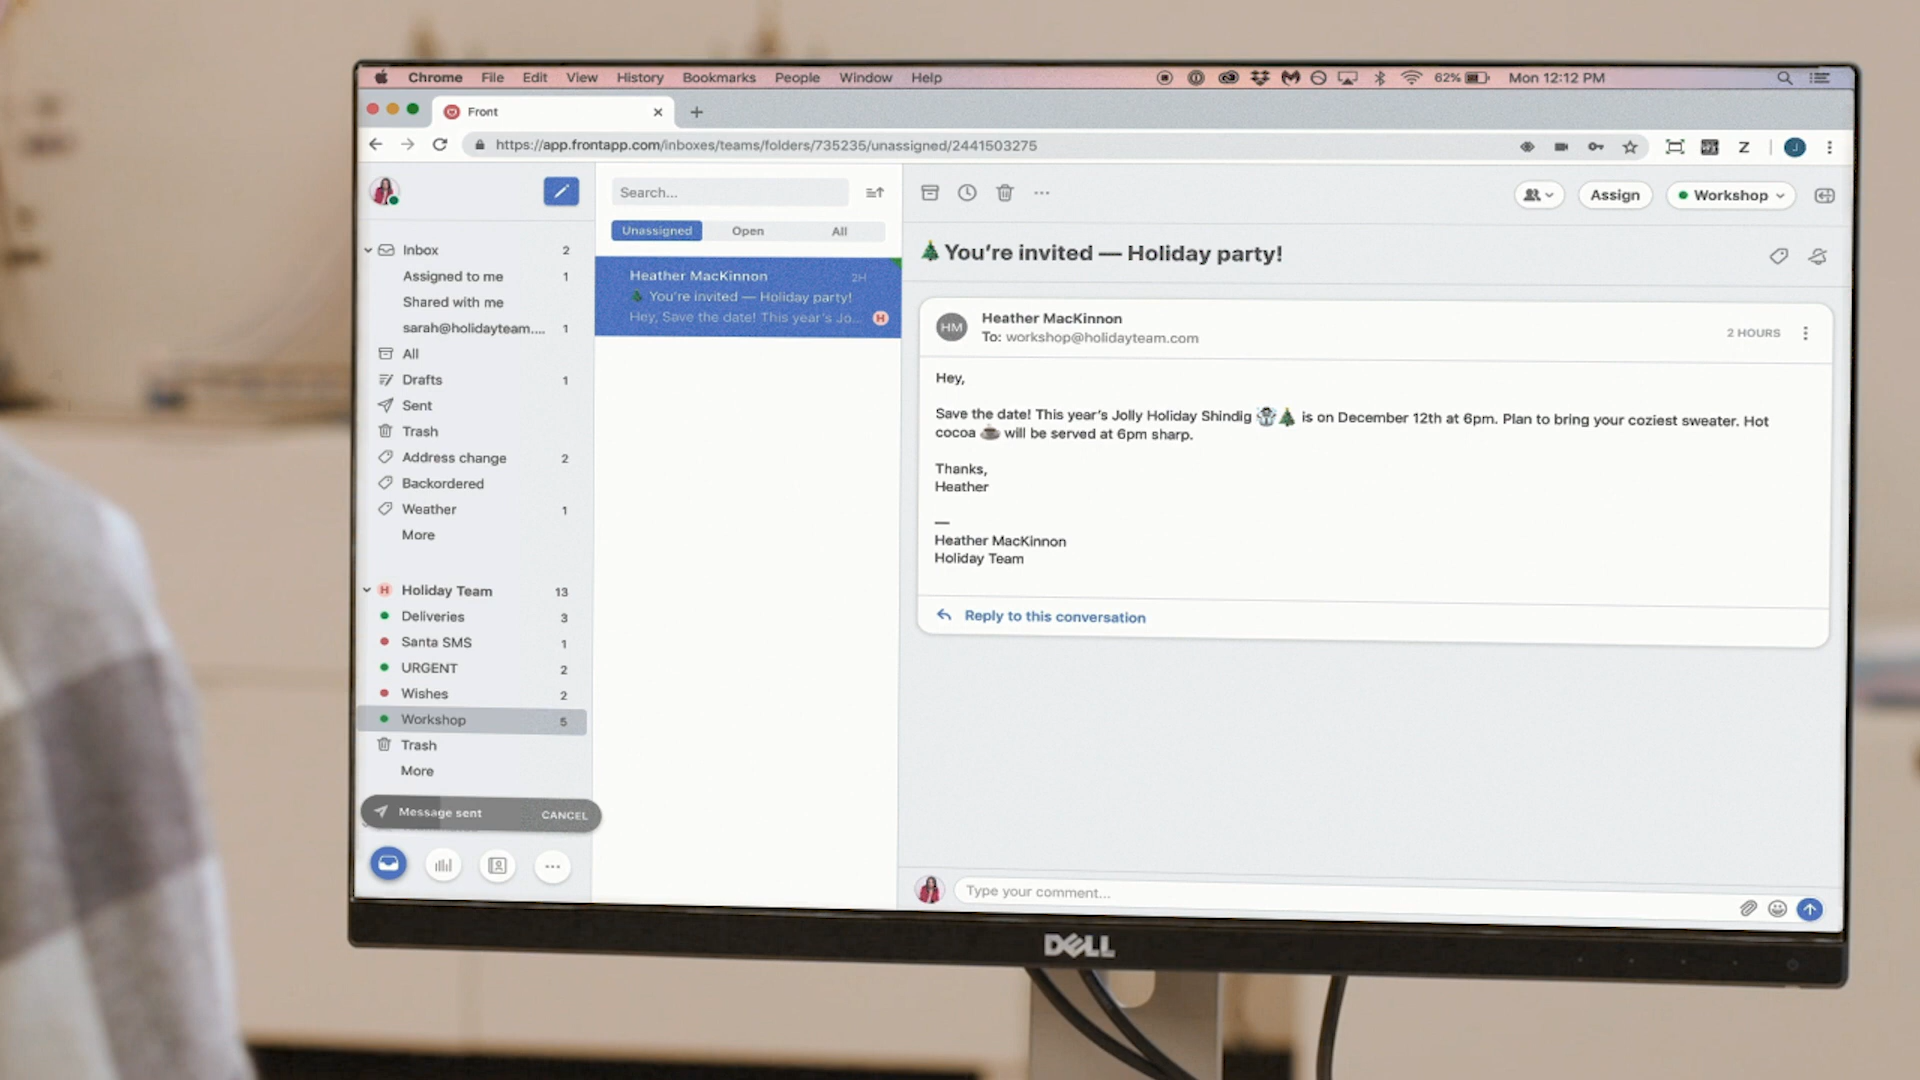 Chrome File Edit View History Bookmarks People Window Help 62% Mon 12:12 PM
Front
https://app.frontapp.com/inboxes/teams/folders/735235/unassigned/2441503275
Z J
Inbox 2
Assigned to me 1
Shared with me
sarah@holidayteam.... 1
All
Drafts 1
Sent
Trash
Address change 2
Backordered
Weather 1
More
H Holiday Team 13
Deliveries 3
Santa SMS 1
URGENT 2
Wishes 2
Workshop 5
Trash
More
Message sent CANCEL
Search...
Unassigned Open All
Heather MacKinnon 2H
🎄 You're invited — Holiday party!
Hey, Save the date! This year's Jo... H
Assign Workshop
🎄You're invited — Holiday party!
HM Heather MacKinnon
To: workshop@holidayteam.com
2 HOURS
Hey,
Save the date! This year's Jolly Holiday Shindig ☃️🎄 is on December 12th at 6pm. Plan to bring your coziest sweater. Hot
cocoa ☕ will be served at 6pm sharp.
Thanks,
Heather
—
Heather MacKinnon
Holiday Team
Reply to this conversation
Type your comment...
DELL